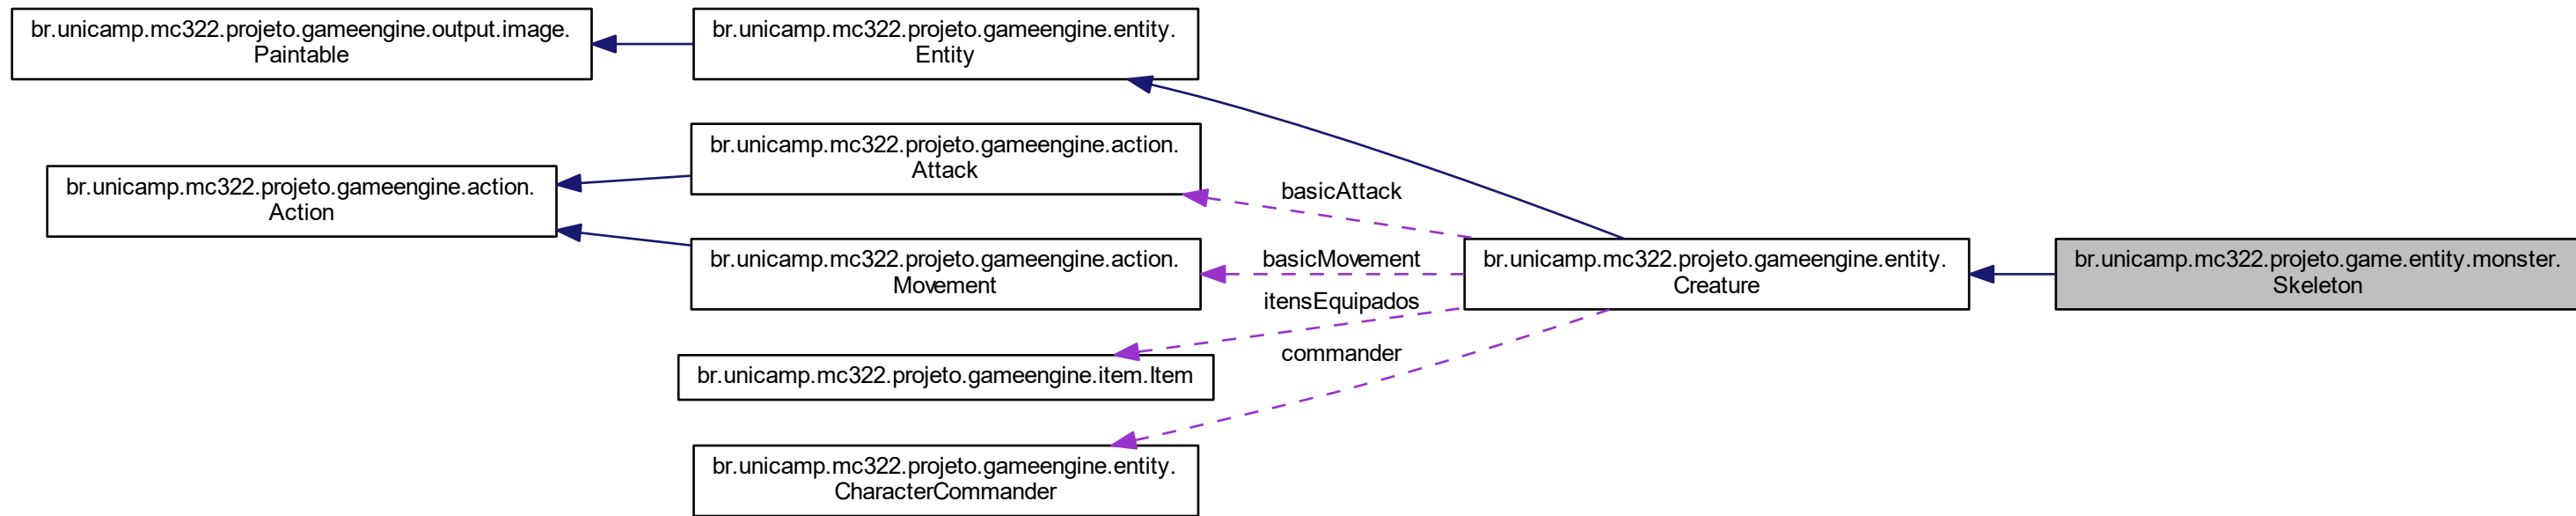 br.unicamp.mc322.projeto.gameengine.output.image.
Paintable
br.unicamp.mc322.projeto.gameengine.entity.
Entity
br.unicamp.mc322.projeto.gameengine.action.
Attack
br.unicamp.mc322.projeto.gameengine.action.
Action
basicAttack
br.unicamp.mc322.projeto.gameengine.action.
Movement
basicMovement
br.unicamp.mc322.projeto.gameengine.entity.
Creature
br.unicamp.mc322.projeto.game.entity.monster.
Skeleton
itensEquipados
br.unicamp.mc322.projeto.gameengine.item.Item
commander
br.unicamp.mc322.projeto.gameengine.entity.
CharacterCommander